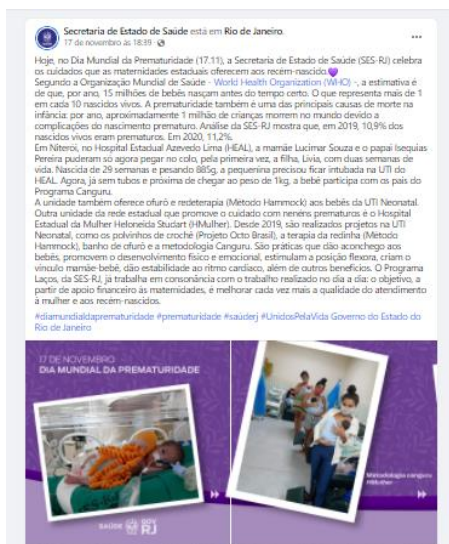 Secretaria de Estado de Saúde está em Rio de Janeiro.
17 de novembro às 18:39
Hoje, no Dia Mundial da Prematuridade (17.11), a Secretaria de Estado de Saúde (SES-RJ) celebra
os cuidados que as maternidades estaduais oferecem aos recém-nascido.💜
Segundo a Organização Mundial de Saúde - World Health Organization (WHO) -, a estimativa é
de que, por ano, 15 milhões de bebês nasçam antes do tempo certo. O que representa mais de 1
em cada 10 nascidos vivos. A prematuridade também é uma das principais causas de morte na
infância: por ano, aproximadamente 1 milhão de crianças morrem no mundo devido a
complicações do nascimento prematuro. Análise da SES-RJ mostra que, em 2019, 10,9% dos
nascidos vivos eram prematuros. Em 2020, 11,2%.
Em Niterói, no Hospital Estadual Azevedo Lima (HEAL), a mamãe Lucimar Souza e o papai Isequias
Pereira puderam só agora pegar no colo, pela primeira vez, a filha, Livia, com duas semanas de
vida. Nascida de 29 semanas e pesando 885g, a pequenina precisou ficar intubada na UTI do
HEAL. Agora, já sem tubos e próxima de chegar ao peso de 1kg, a bebê participa com os pais do
Programa Canguru.
A unidade também oferece ofurô e redeterapia (Método Hammock) aos bebês da UTI Neonatal.
Outra unidade da rede estadual que promove o cuidado com neném prematuros é o Hospital
Estadual da Mulher Heloneida Studart (HMulher). Desde 2019, são realizados projetos na UTI
Neonatal, como os polvinhos de crochê (Projeto Octo Brasil), a terapia da redinha (Método
Hammock), banho de ofurô e a metodologia Canguru. São práticas que dão aconchego aos
bebês, promovem o desenvolvimento físico e emocional, estimulam a posição flexora, criam o
vínculo mamãe-bebê, dão estabilidade ao ritmo cardíaco, além de outros benefícios. O Programa
Laços, da SES-RJ, já trabalha em consonância com o trabalho realizado no dia a dia: o objetivo, a
partir de apoio financeiro às maternidades, é melhorar cada vez mais a qualidade do atendimento
à mulher e aos recém-nascidos.
#diamundialdaprematuridade #prematuridade #saúderj #UnidosPelaVida Governo do Estado do
Rio de Janeiro
17 DE NOVEMBRO
DIA MUNDIAL DA PREMATURIDADE
Metodologia canguru
HMulher
SAÚDE GOV RJ